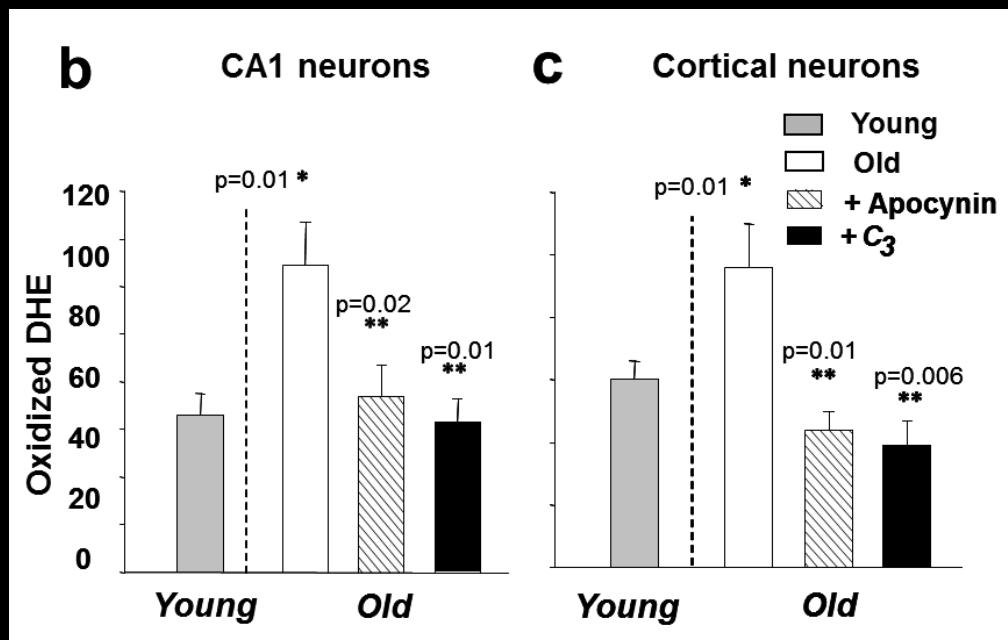 b CA1 neurons
c Cortical neurons
Young
Old
+ Apocynin
+ C3
p=0.01 *
p=0.02
**
p=0.01
**
p=0.01 *
p=0.01
**
p=0.006
**
Oxidized DHE
120
100
80
60
40
20
0
Young Old
Young Old